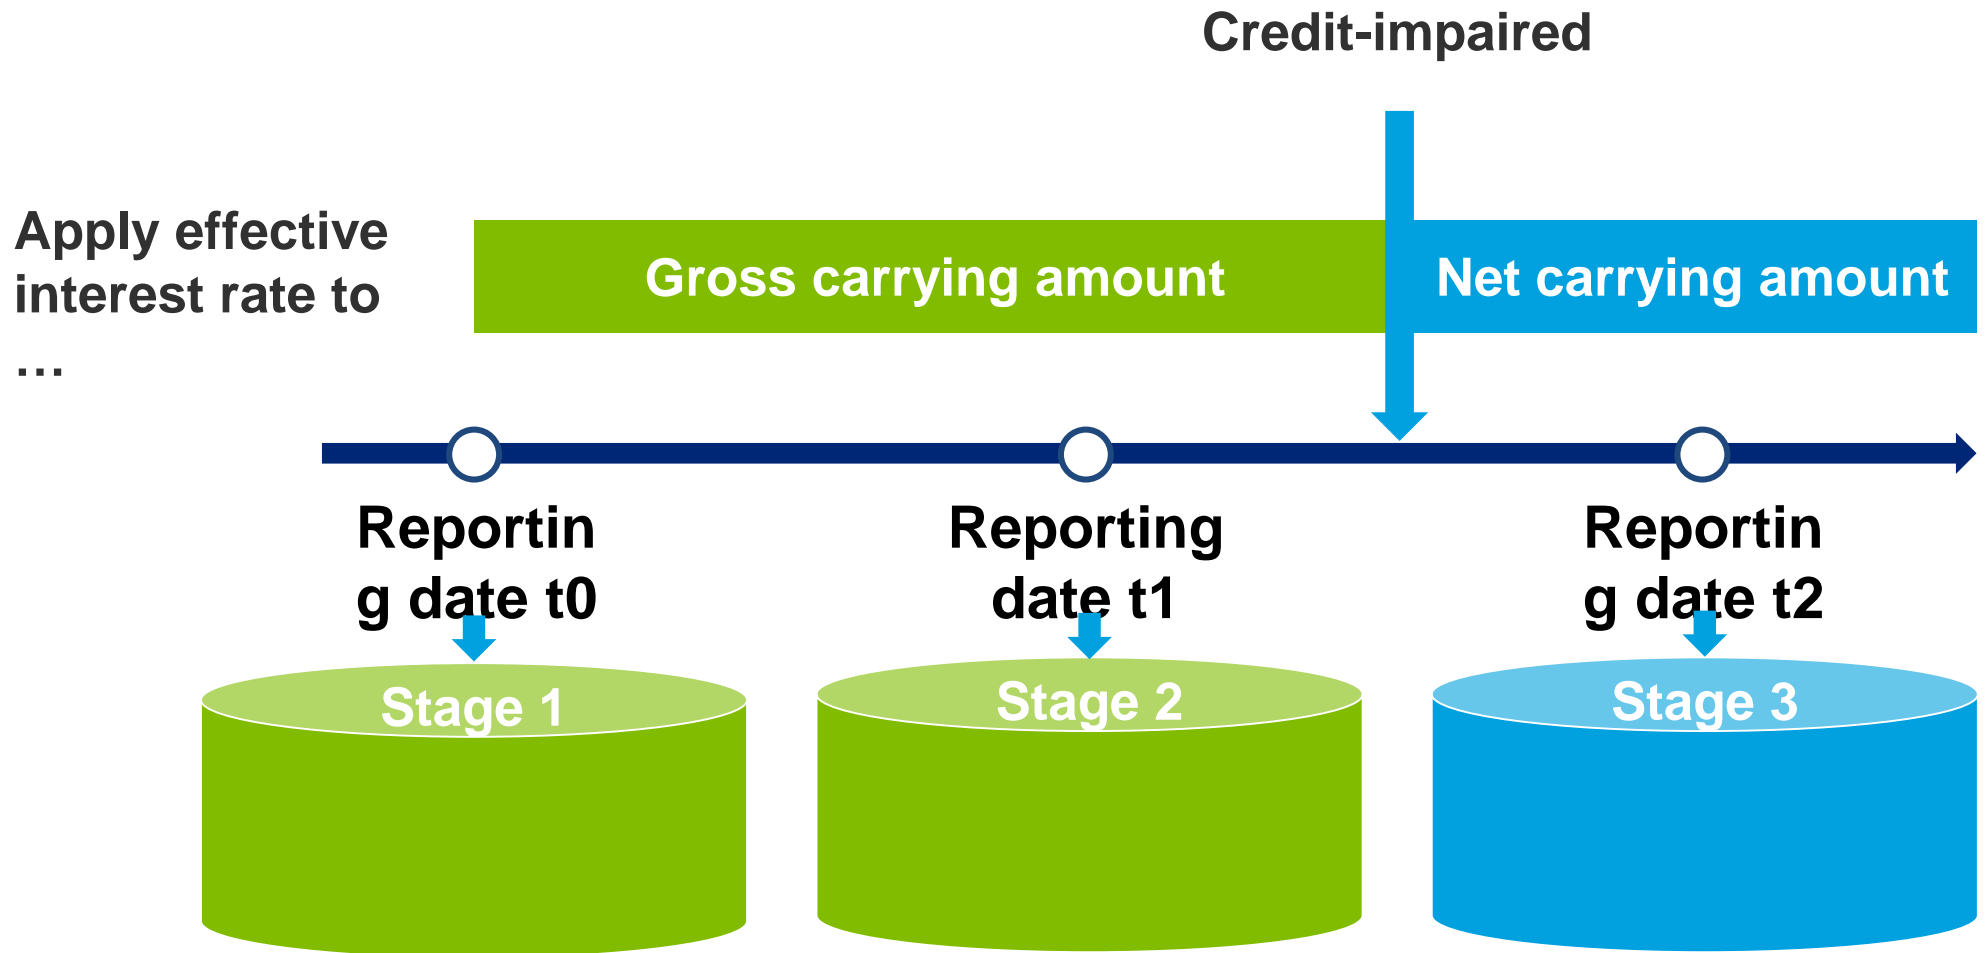 Credit-impaired
Apply effective
interest rate to
…
Gross carrying amount
Net carrying amount
Reportin
g date t0
Reporting
date t1
Reportin
g date t2
Stage 1
Stage 2
Stage 3